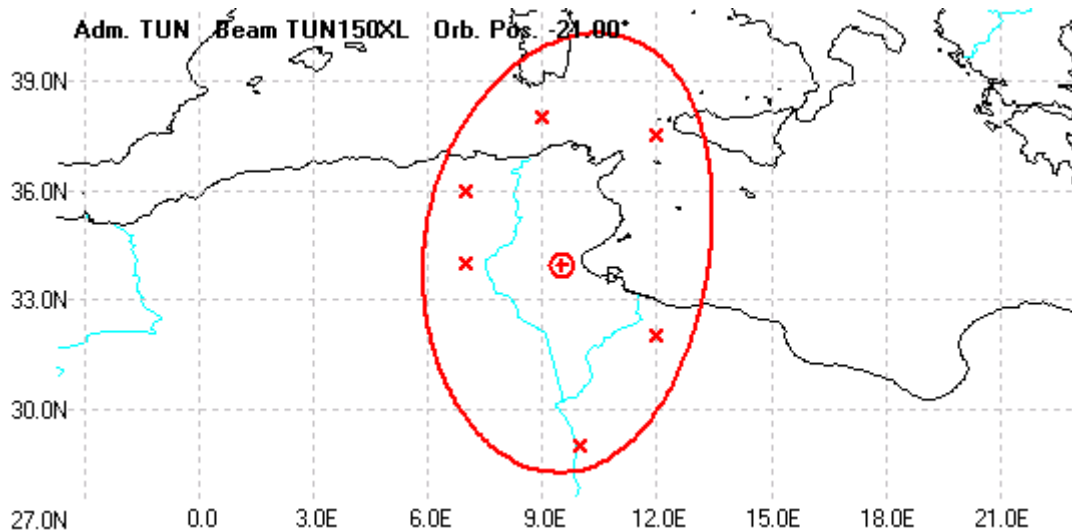 Adm. TUN Beam TUN150XL Orb. Pos. -21.00°
39.0N
36.0N
33.0N
30.0N
27.0N 0.0 3.0E 6.0E 9.0E 12.0E 15.0E 18.0E 21.0E